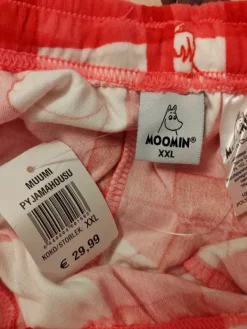 MOOMIN
XXL
MUUMI
PYJAMAHOUSU
KOKO/STORLEK XXL
€ 29,99